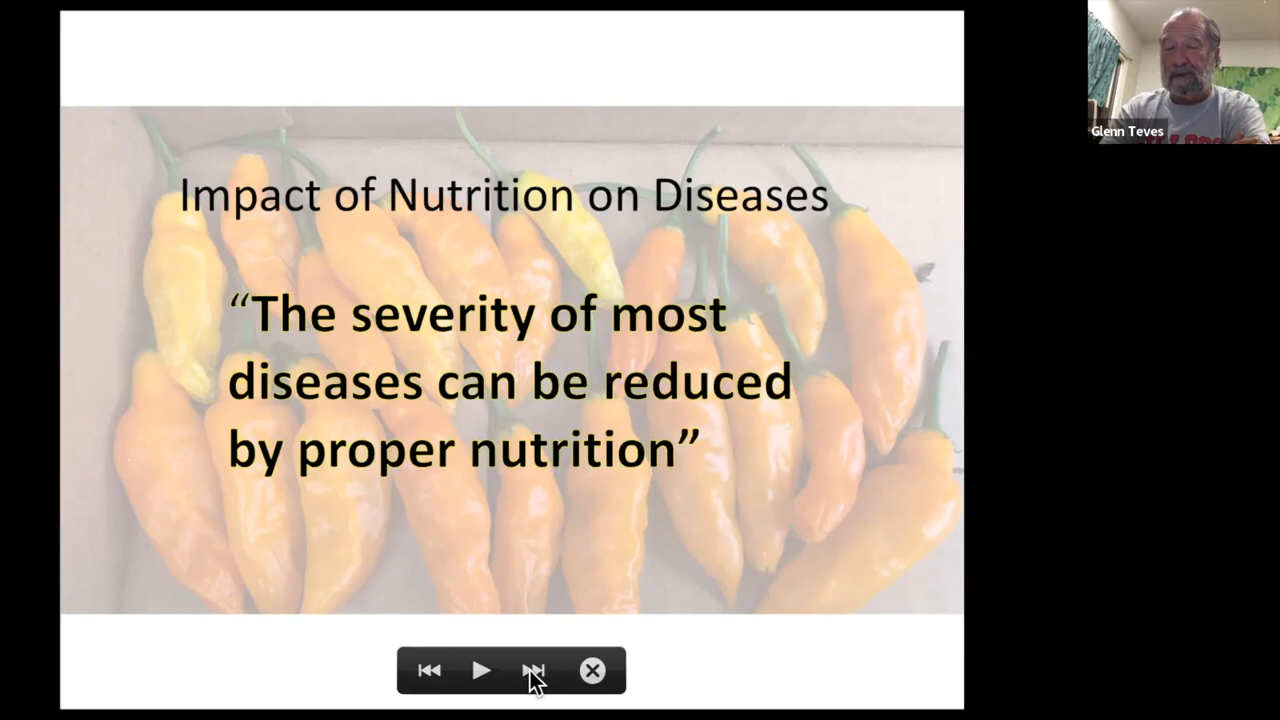 Impact of Nutrition on Diseases
“The severity of most
diseases can be reduced
by proper nutrition”
Glenn Teves